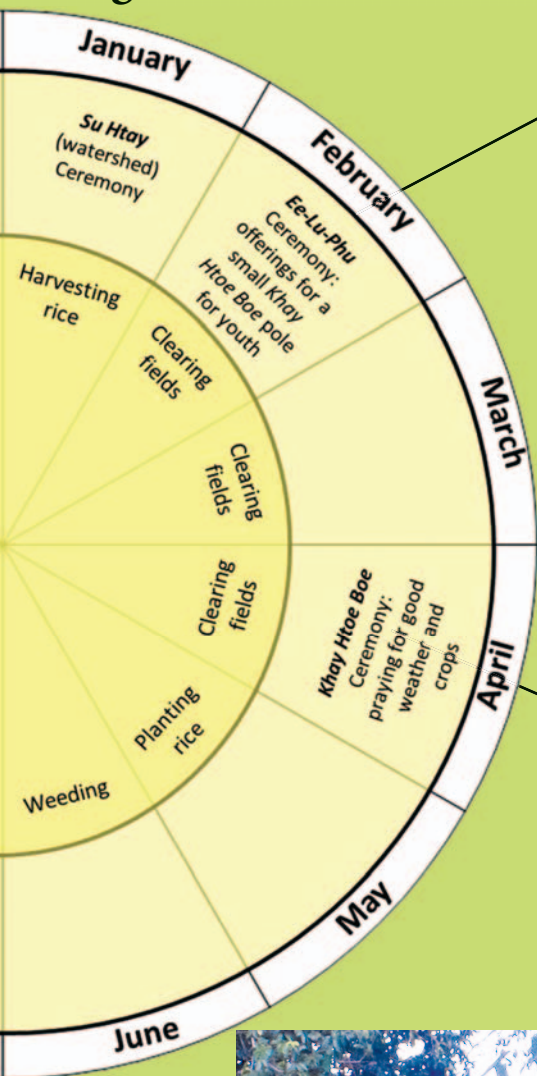 January
Su Htay
(watershed)
Ceremony
Harvesting
rice
February
Ee-Lu-Phu
Ceremony:
offerings for a
small Khay
Htoe Boe pole
for youth
Clearing
fields
March
Clearing
fields
April
Khay Htoe Boe
Ceremony:
praying for good
weather and
crops
Clearing
fields
May
Planting
rice
June
Weeding